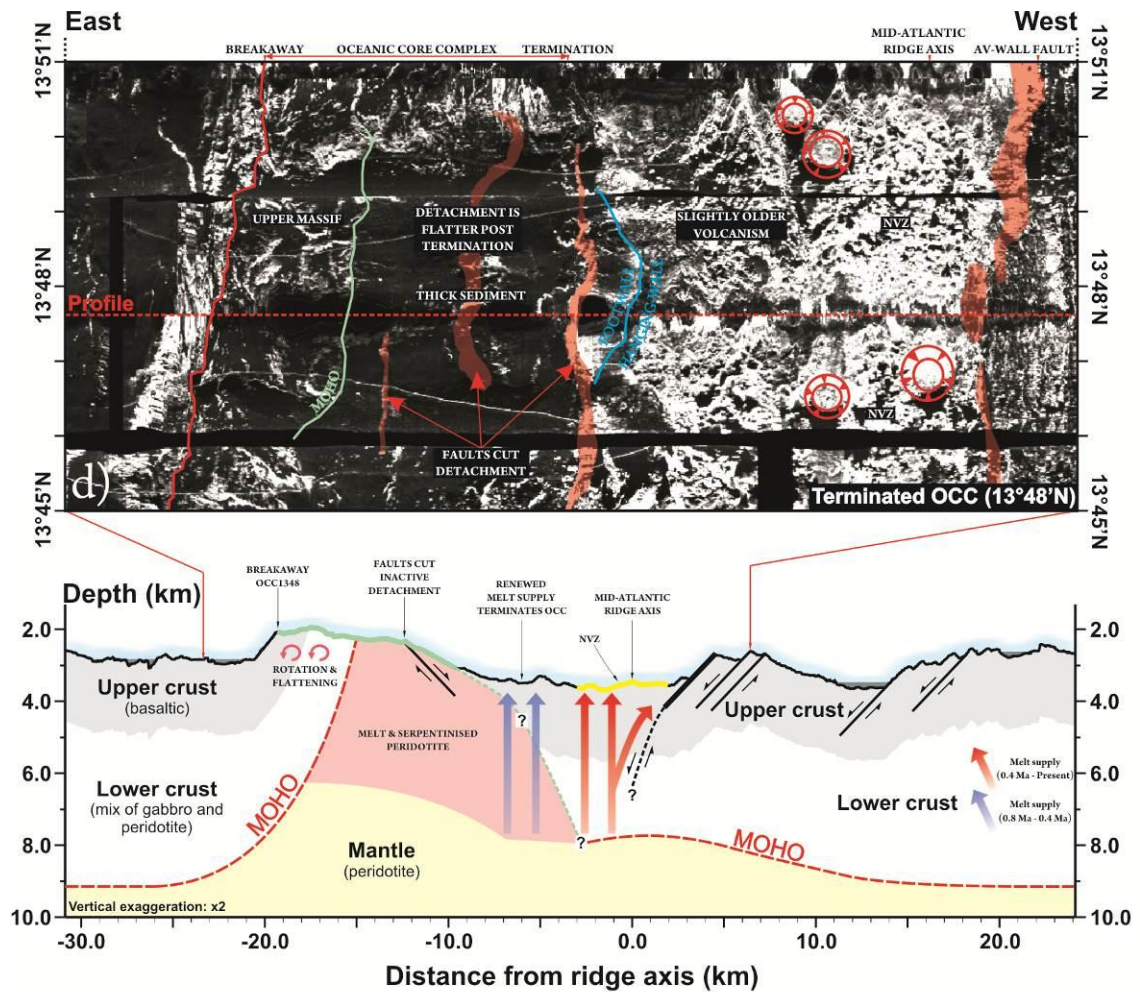 East
West
BREAKAWAY
OCEANIC CORE COMPLEX
TERMINATION
MID-ATLANTIC
RIDGE AXIS
AV-WALL FAULT
13°51'N
13°51'N
UPPER MASSIF
DETACHMENT IS
FLATTER POST
TERMINATION
SLIGHTLY OLDER
VOLCANISM
NVZ
13°48'N
THICK SEDIMENT
FOOTWALL
HANGINGWALL
13°48'N
Profile
MOHO
NVZ
FAULTS CUT
DETACHMENT
d)
Terminated OCC (13°48'N)
13°45'N
13°45'N
Depth (km)
BREAKAWAY
OCC1348
FAULTS CUT
INACTIVE
DETACHMENT
RENEWED
MELT SUPPLY
TERMINATES OCC
MID-ATLANTIC
RIDGE AXIS
NVZ
2.0
2.0
ROTATION &
FLATTENING
Upper crust
(basaltic)
Upper crust
4.0
4.0
?
MELT & SERPENTINISED
PERIDOTITE
6.0
6.0
?
Lower crust
(mix of gabbro and
peridotite)
MOHO
Lower crust
Melt supply
(0.4 Ma - Present)
Melt supply
(0.8 Ma - 0.4 Ma)
8.0
8.0
?
MOHO
Mantle
(peridotite)
Vertical exaggeration: x2
10.0
10.0
-30.0
-20.0
-10.0
0.0
10.0
20.0
Distance from ridge axis (km)